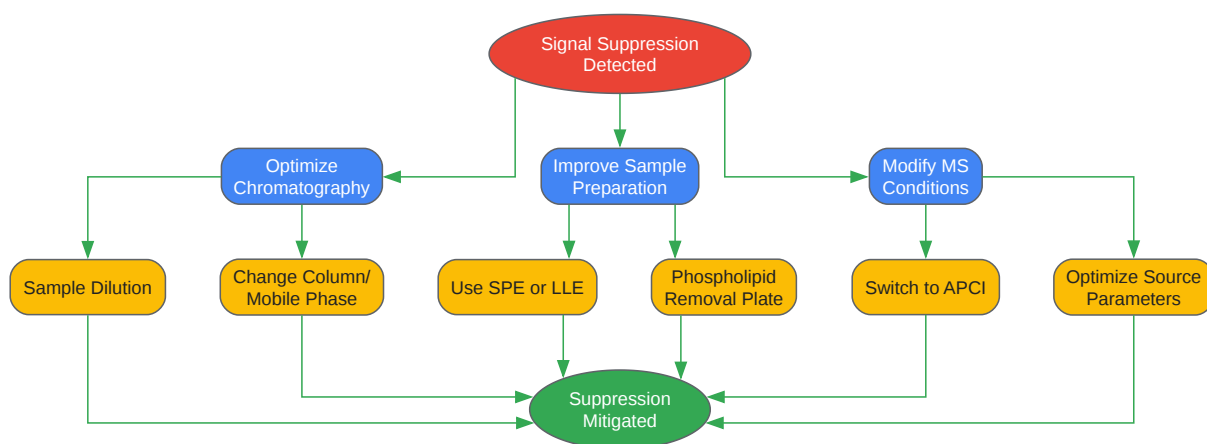 Signal Suppression
Detected
Optimize
Chromatography
Improve Sample
Preparation
Modify MS
Conditions
Sample Dilution
Change Column/
Mobile Phase
Use SPE or LLE
Phospholipid
Removal Plate
Switch to APCI
Optimize Source
Parameters
Suppression
Mitigated